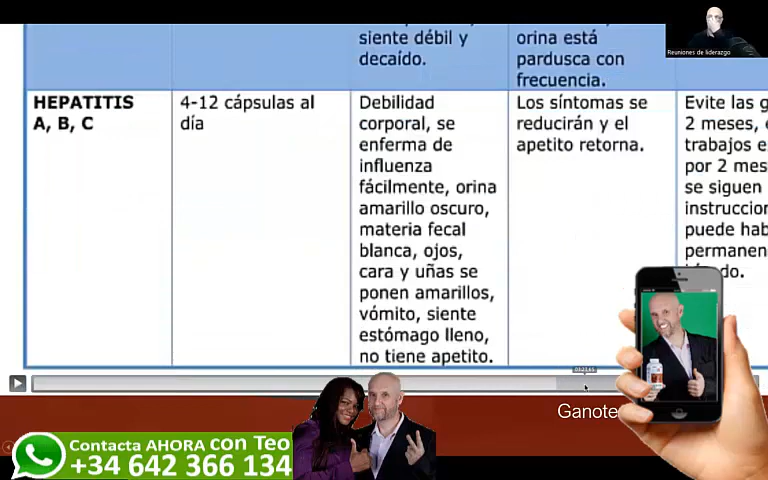 siente débil y
decaído.
orina está
pardusca con
frecuencia.
Reuniones de liderazgo
HEPATITIS
A, B, C
4-12 cápsulas al
día
Debilidad
corporal, se
enferma de
influenza
fácilmente, orina
amarillo oscuro,
materia fecal
blanca, ojos,
cara y uñas se
ponen amarillos,
vómito, siente
estómago lleno,
no tiene apetito.
Los síntomas se
reducirán y el
apetito retorna.
Evite las g
2 meses,
trabajos e
por 2 mes
se siguen
instruccion
puede hab
permanen
do.
Ganote
Contacta AHORA con Teo
+34 642 366 134